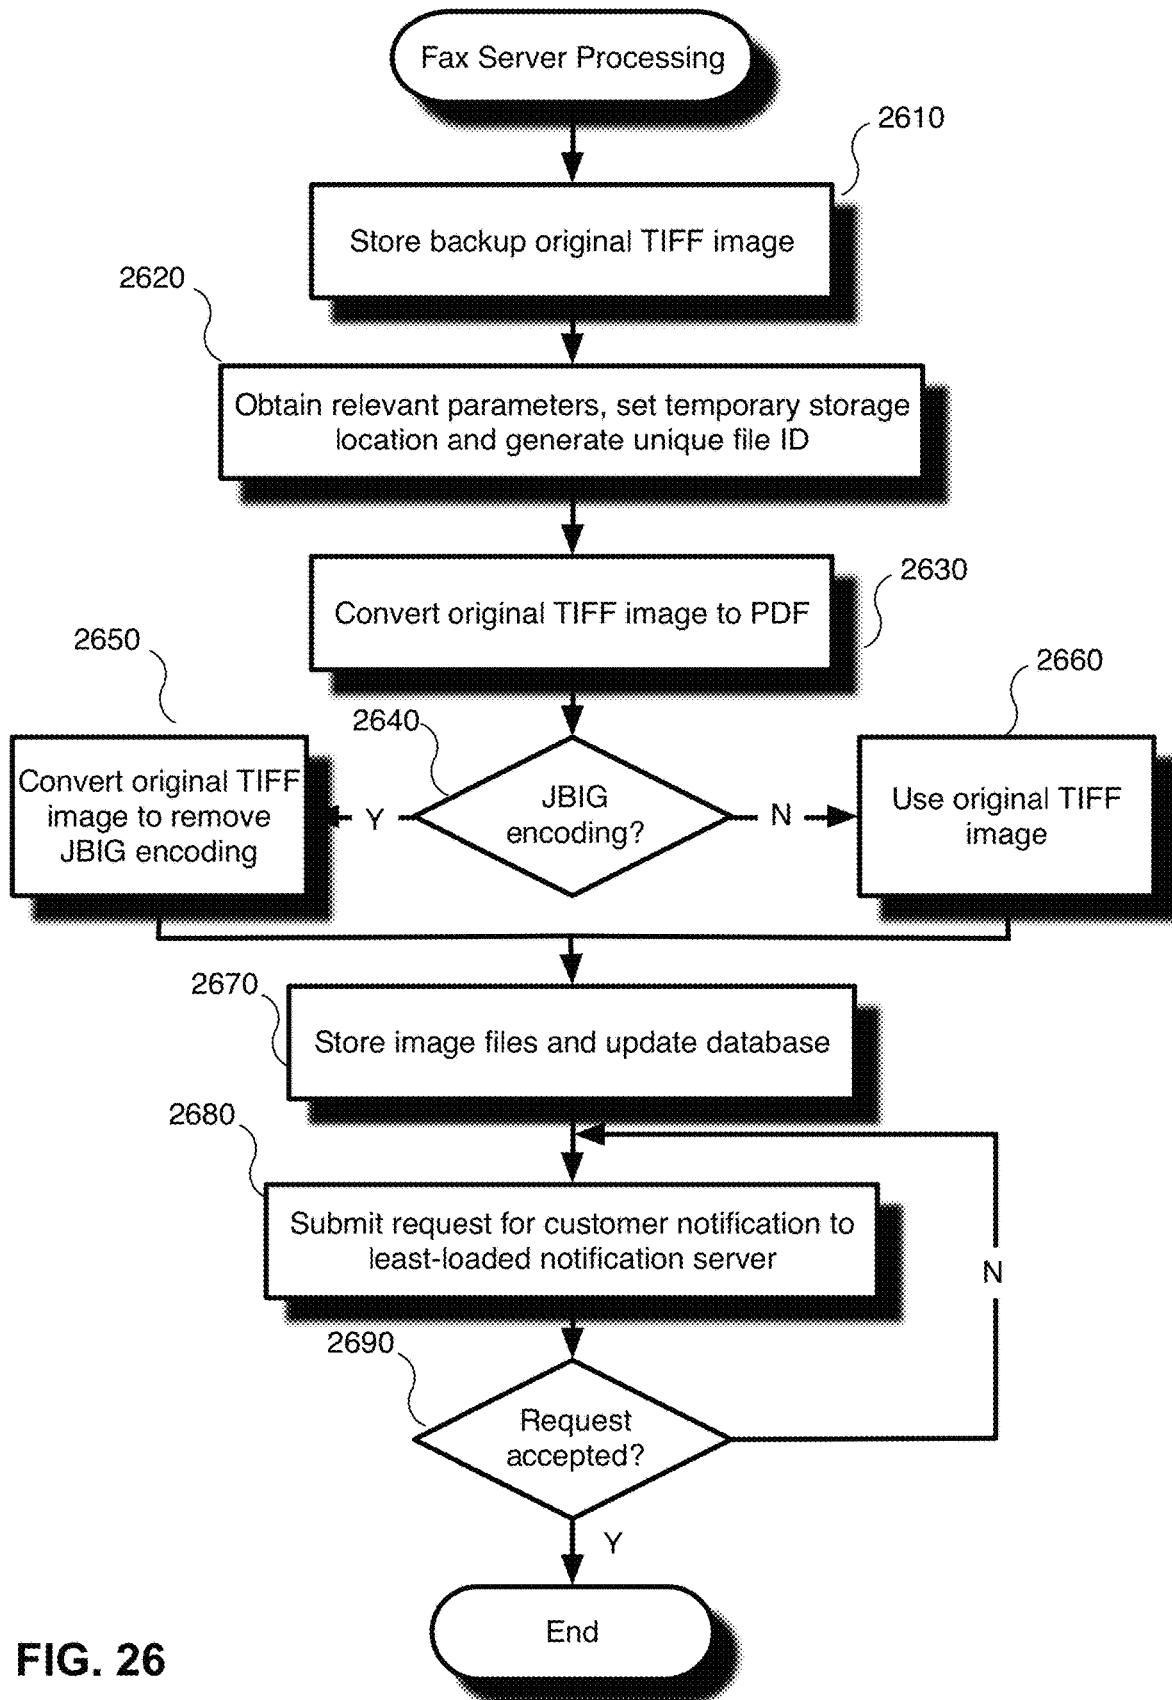 Fax Server Processing
2610
Store backup original TIFF image
2620
Obtain relevant parameters, set temporary storage
location and generate unique file ID
2630
Convert original TIFF image to PDF
2650
2660
2640
Convert original TIFF
image to remove
JBIG encoding
Y
JBIG
encoding?
N
Use original TIFF
image
2670
Store image files and update database
2680
Submit request for customer notification to
least-loaded notification server
N
2690
Request
accepted?
Y
End
FIG. 26